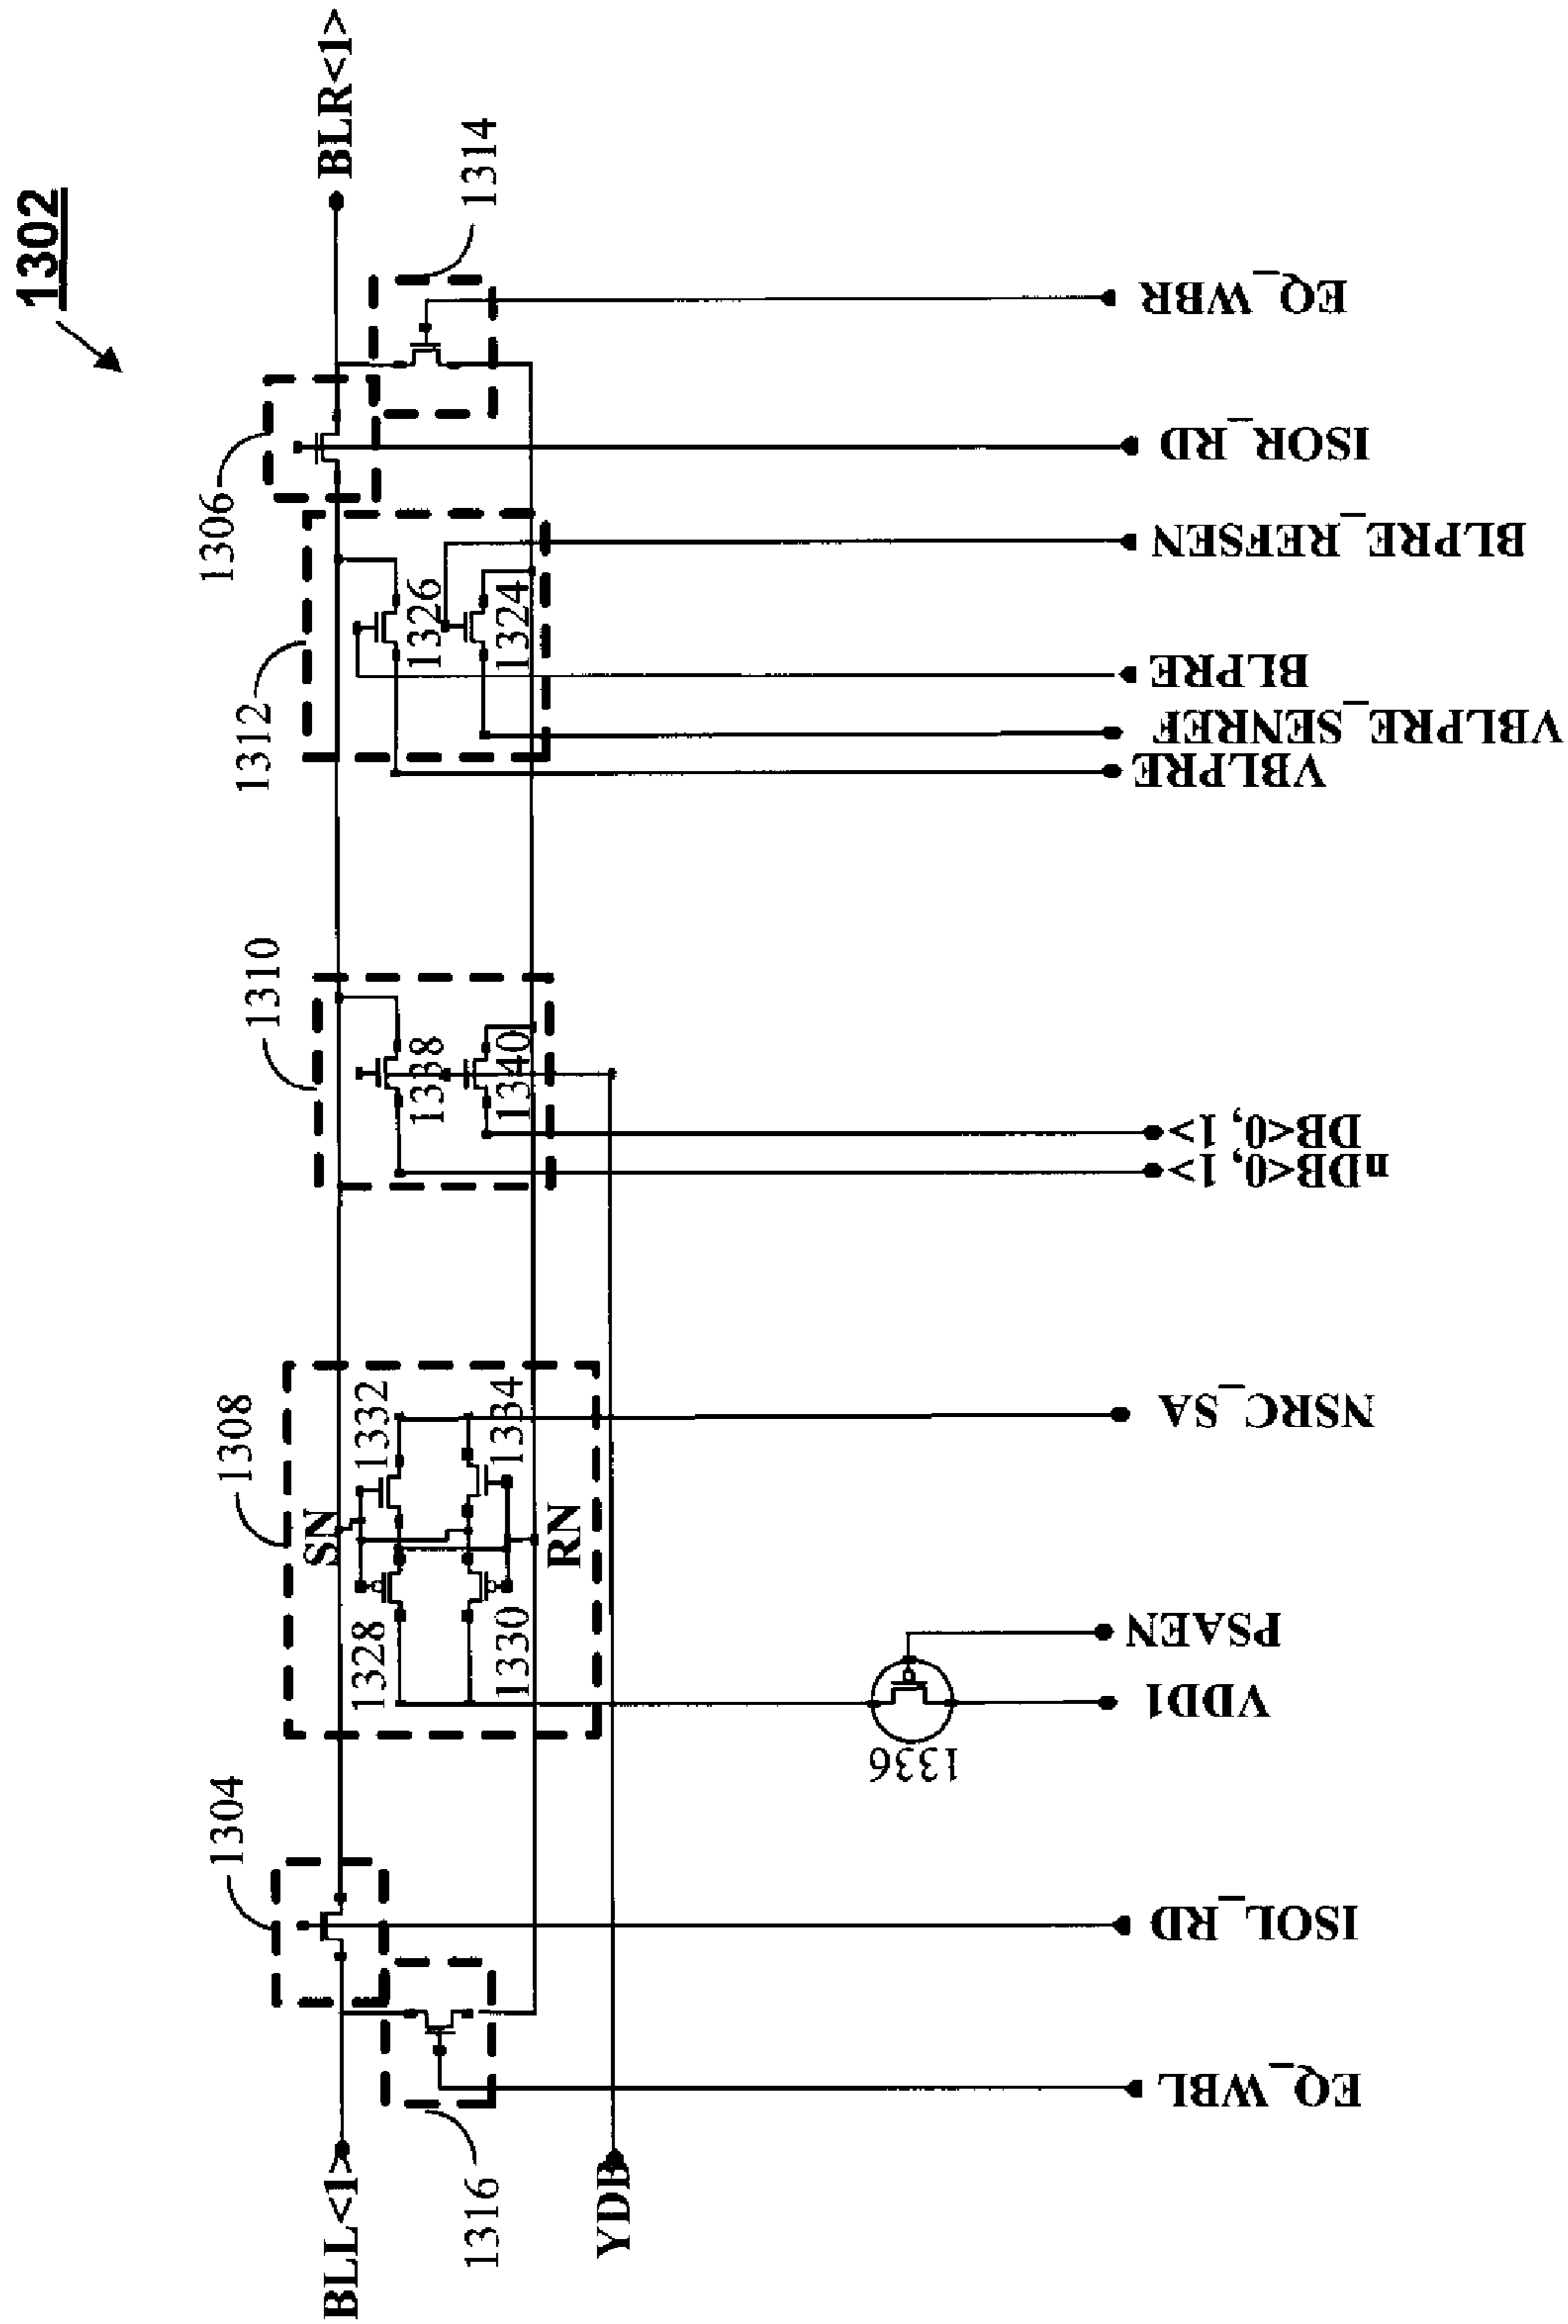 1302
BLL<1>
BLR<1>
1304
1308
1310
1312
1306
1314
1316
SN
RN
1328
1330
1332
1334
1338
1340
1326
1324
YDB
1336
EQ_WBL
ISOL_RD
VDD1
PSAEN
NSRC_SA
nDB<0, 1>
DB<0, 1>
VBLPRE
VBLPRE_SENREF
BLPRE
BLPRE_REFSEN
ISOR_RD
EQ_WBR